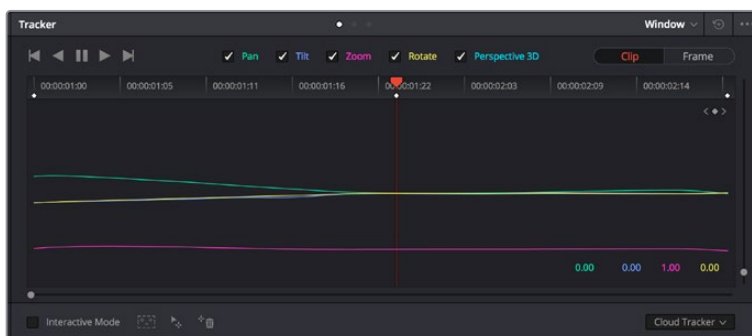 Tracker Window
Pan Tilt Zoom Rotate Perspective 3D Clip Frame
00:00:01:00 00:00:01:05 00:00:01:11 00:00:01:16 00:00:01:22 00:00:02:03 00:00:02:09 00:00:02:14
0.00 0.00 1.00 0.00
Interactive Mode Cloud Tracker